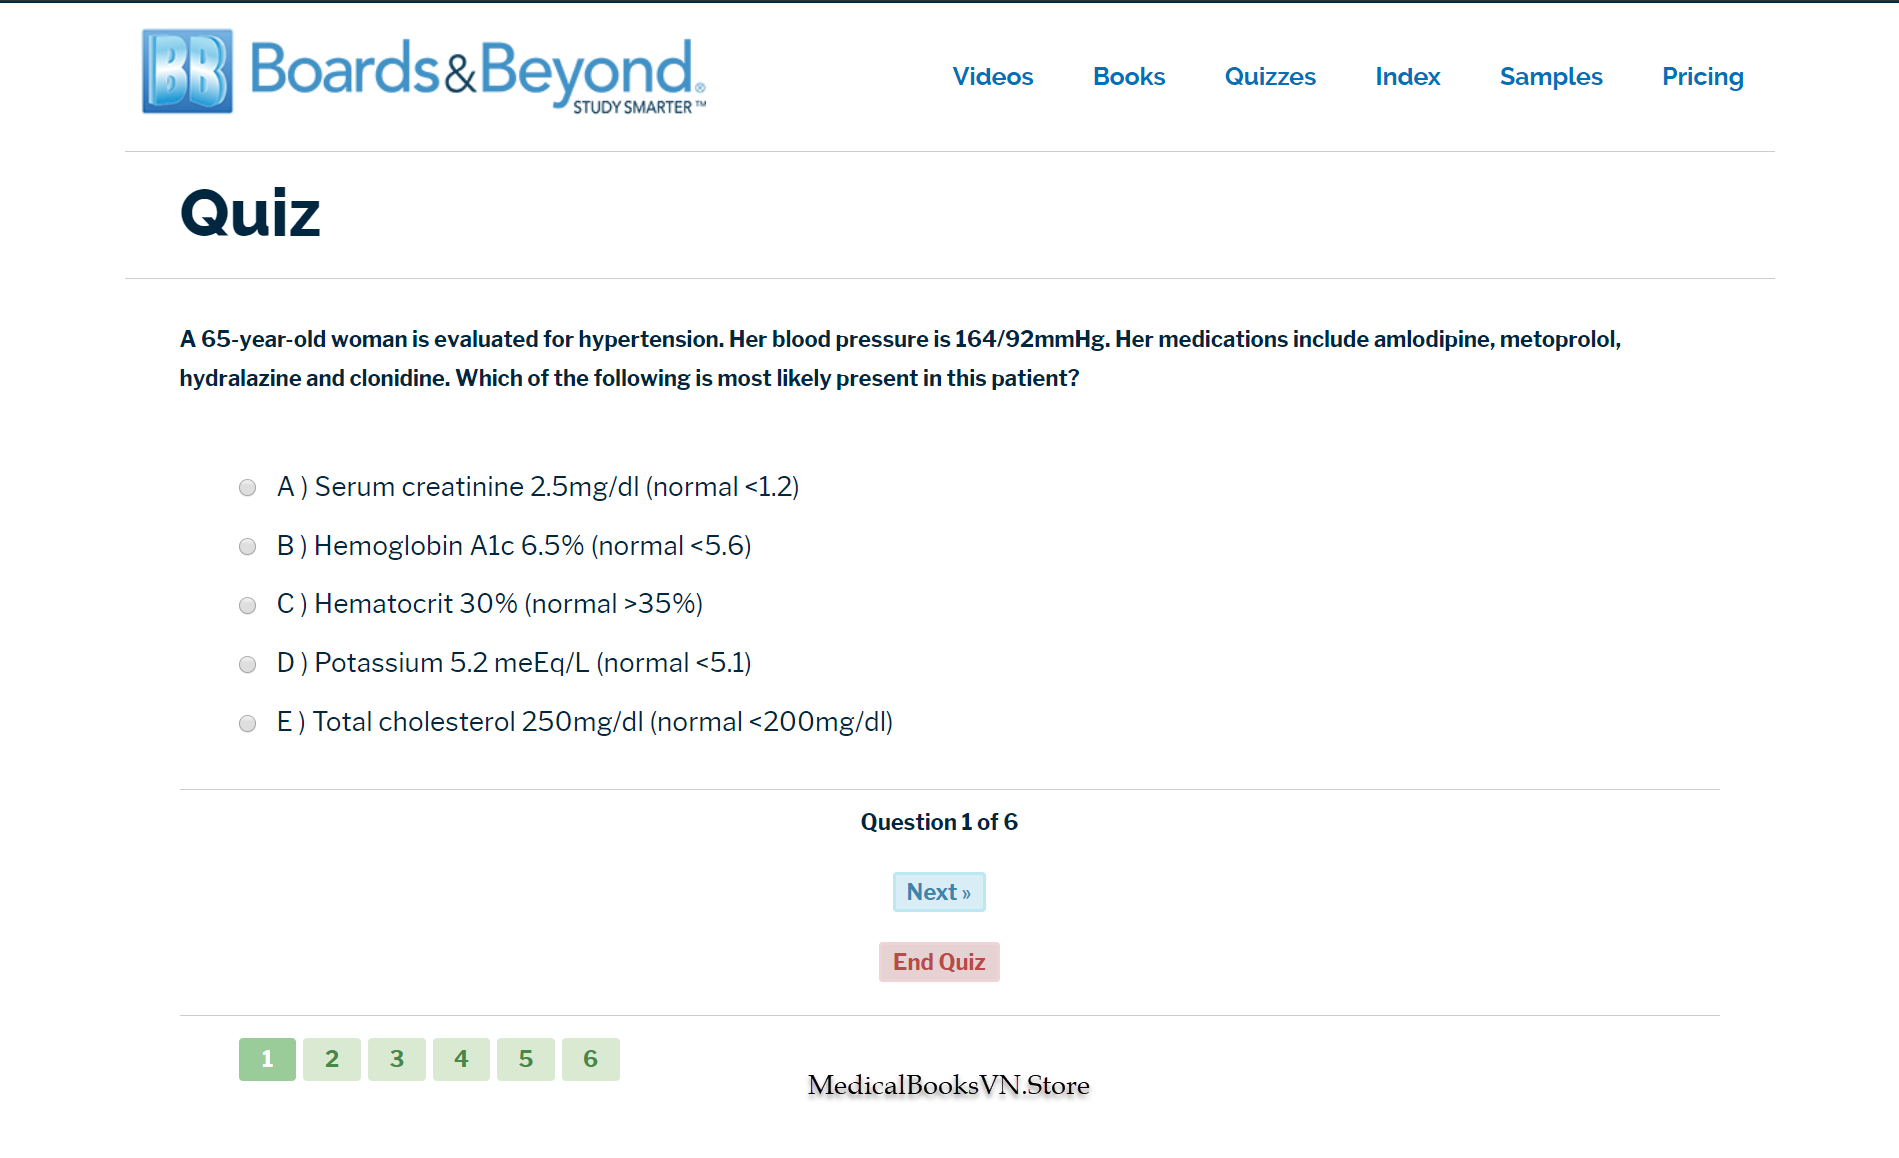 BB Boards&Beyond®
STUDY SMARTER™
Videos Books Quizzes Index Samples Pricing
Quiz
A 65-year-old woman is evaluated for hypertension. Her blood pressure is 164/92mmHg. Her medications include amlodipine, metoprolol,
hydralazine and clonidine. Which of the following is most likely present in this patient?
A ) Serum creatinine 2.5mg/dl (normal <1.2)
B ) Hemoglobin A1c 6.5% (normal <5.6)
C ) Hematocrit 30% (normal >35%)
D ) Potassium 5.2 meEq/L (normal <5.1)
E ) Total cholesterol 250mg/dl (normal <200mg/dl)
Question 1 of 6
Next »
End Quiz
1 2 3 4 5 6
MedicalBooksVN.Store